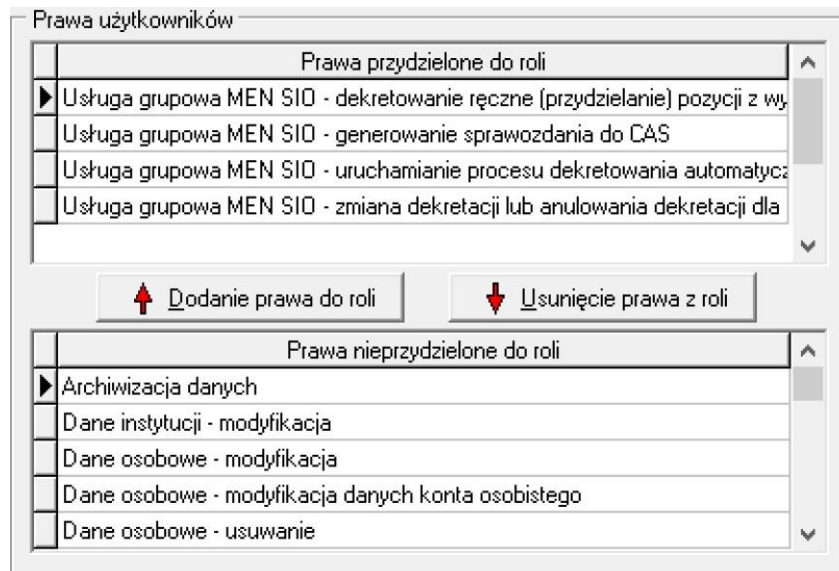 Prawa użytkowników
Prawa przydzielone do roli
Usługa grupowa MEN SIO - dekretowanie ręczne (przydzielanie) pozycji z wy
Usługa grupowa MEN SIO - generowanie sprawozdania do CAS
Usługa grupowa MEN SIO - uruchamianie procesu dekretowania automatycz
Usługa grupowa MEN SIO - zmiana dekretacji lub anulowania dekretacji dla
Dodanie prawa do roli Usunięcie prawa z roli
Prawa nieprzydzielone do roli
Archiwizacja danych
Dane instytucji - modyfikacja
Dane osobowe - modyfikacja
Dane osobowe - modyfikacja danych konta osobistego
Dane osobowe - usuwanie